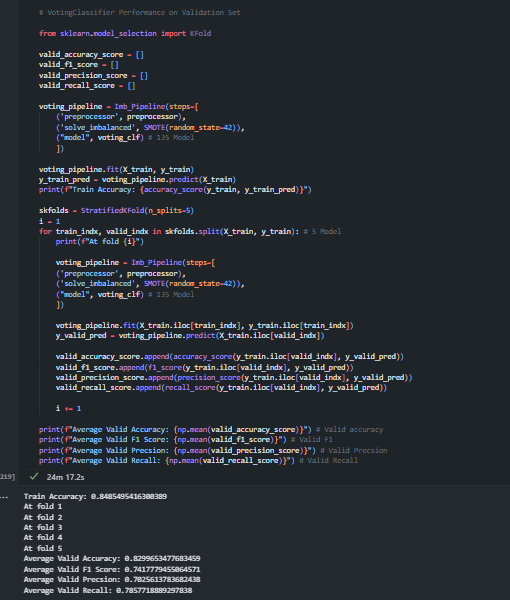 # VotingClassifier Performance on Validation Set
from sklearn.model_selection import KFold
valid_accuracy_score = []
valid_f1_score = []
valid_precision_score = []
valid_recall_score = []
voting_pipeline = Imb_Pipeline(steps=[
('preprocessor', preprocessor),
('solve_imbalanced', SMOTE(random_state=42)),
("model", voting_clf) # 135 Model
])
voting_pipeline.fit(X_train, y_train)
y_train_pred = voting_pipeline.predict(X_train)
print(f"Train Accuracy: {accuracy_score(y_train, y_train_pred)}")
skfolds = StratifiedKFold(n_splits=5)
i = 1
for train_indx, valid_indx in skfolds.split(X_train, y_train): # 5 Model
print(f"At fold {i}")
voting_pipeline = Imb_Pipeline(steps=[
('preprocessor', preprocessor),
('solve_imbalanced', SMOTE(random_state=42)),
("model", voting_clf) # 135 Model
])
voting_pipeline.fit(X_train.iloc[train_indx], y_train.iloc[train_indx])
y_valid_pred = voting_pipeline.predict(X_train.iloc[valid_indx])
valid_accuracy_score.append(accuracy_score(y_train.iloc[valid_indx], y_valid_pred))
valid_f1_score.append(f1_score(y_train.iloc[valid_indx], y_valid_pred))
valid_precision_score.append(precision_score(y_train.iloc[valid_indx], y_valid_pred))
valid_recall_score.append(recall_score(y_train.iloc[valid_indx], y_valid_pred))
i += 1
print(f"Average Valid Accuracy: {np.mean(valid_accuracy_score)}") # Valid accuracy
print(f"Average Valid F1 Score: {np.mean(valid_f1_score)}") # Valid F1
print(f"Average Valid Precsion: {np.mean(valid_precision_score)}") # Valid Precsion
print(f"Average Valid Recall: {np.mean(valid_recall_score)}") # Valid Recall
219] ✓ 24m 17.2s
... Train Accuracy: 0.8485495416300389
At fold 1
At fold 2
At fold 3
At fold 4
At fold 5
Average Valid Accuracy: 0.8299653477683459
Average Valid F1 Score: 0.7417779455064571
Average Valid Precsion: 0.7025613783682438
Average Valid Recall: 0.7857718889297838